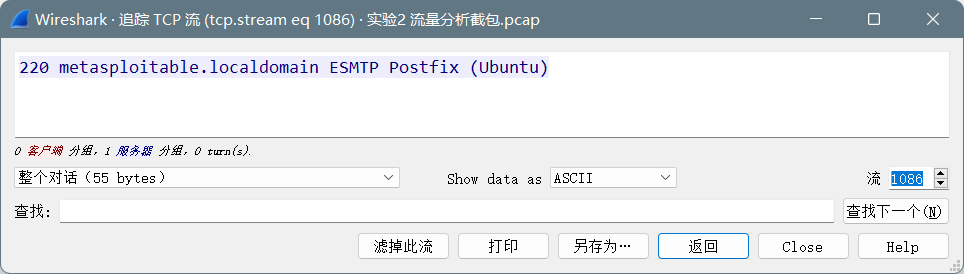 Wireshark · 追踪 TCP 流 (tcp.stream eq 1086) · 实验2 流量分析截包.pcap
220 metasploitable.localdomain ESMTP Postfix (Ubuntu)
0 客户端 分组, 1 服务器 分组, 0 turn(s).
整个对话（55 bytes） Show data as ASCII 流 1086
查找: 查找下一个(N)
滤掉此流 打印 另存为… 返回 Close Help